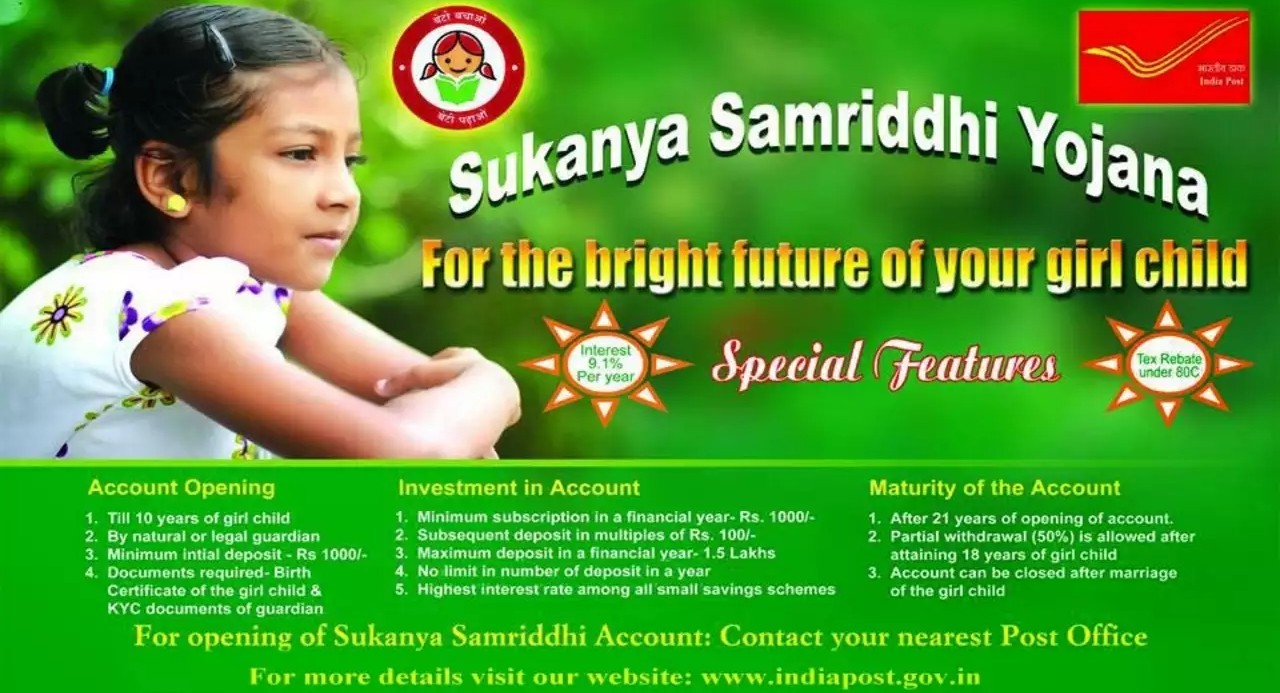 बेटी बचाओ
बेटी पढ़ाओ
भारतीय डाक
India Post
Sukanya Samriddhi Yojana
For the bright future of your girl child
Interest
9.1%
Per year
Special Features
Tex Rebate
under 80C
Account Opening
1. Till 10 years of girl child
2. By natural or legal guardian
3. Minimum intial deposit - Rs 1000/-
4. Documents required- Birth
Certificate of the girl child &
KYC documents of guardian
Investment in Account
1. Minimum subscription in a financial year- Rs. 1000/-
2. Subsequent deposit in multiples of Rs. 100/-
3. Maximum deposit in a financial year- 1.5 Lakhs
4. No limit in number of deposit in a year
5. Highest interest rate among all small savings schemes
Maturity of the Account
1. After 21 years of opening of account.
2. Partial withdrawal (50%) is allowed after
attaining 18 years of girl child
3. Account can be closed after marriage
of the girl child
For opening of Sukanya Samriddhi Account: Contact your nearest Post Office
For more details visit our website: www.indiapost.gov.in